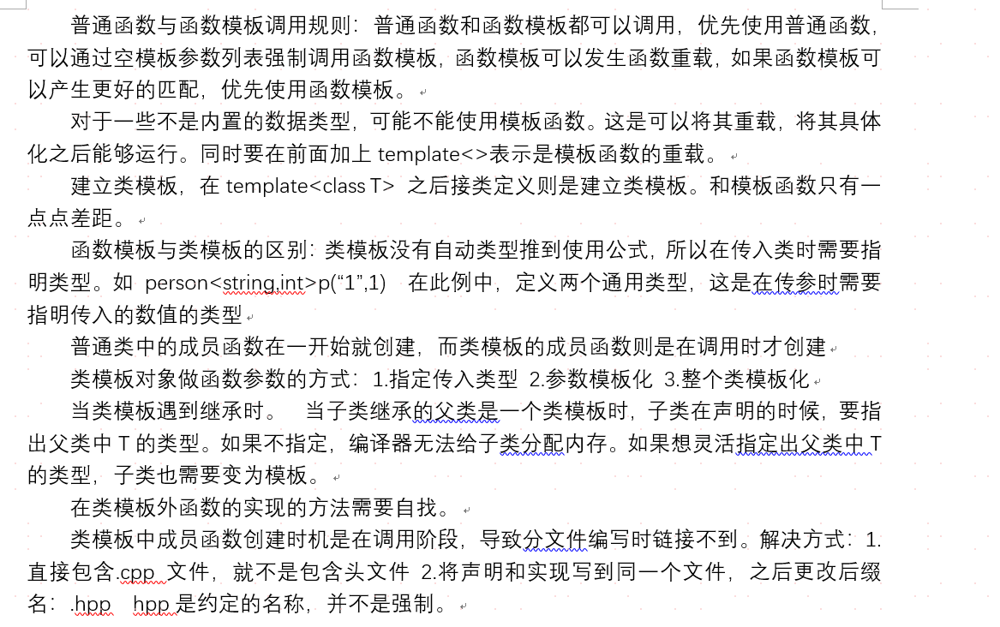 普通函数与函数模板调用规则：普通函数和函数模板都可以调用，优先使用普通函数，
可以通过空模板参数列表强制调用函数模板，函数模板可以发生函数重载，如果函数模板可
以产生更好的匹配，优先使用函数模板。
对于一些不是内置的数据类型，可能不能使用模板函数。这是可以将其重载，将其具体
化之后能够运行。同时要在前面加上 template<>表示是模板函数的重载。
建立类模板，在 template<class T> 之后接类定义则是建立类模板。和模板函数只有一
点点差距。
函数模板与类模板的区别：类模板没有自动类型推到使用公式，所以在传入类时需要指
明类型。如 person<string,int>p(“1”,1) 在此例中，定义两个通用类型，这是在传参时需要
指明传入的数值的类型
普通类中的成员函数在一开始就创建，而类模板的成员函数则是在调用时才创建
类模板对象做函数参数的方式：1.指定传入类型 2.参数模板化 3.整个类模板化
当类模板遇到继承时。 当子类继承的父类是一个类模板时，子类在声明的时候，要指
出父类中 T 的类型。如果不指定，编译器无法给子类分配内存。如果想灵活指定出父类中 T
的类型，子类也需要变为模板。
在类模板外函数的实现的方法需要自找。
类模板中成员函数创建时机是在调用阶段，导致分文件编写时链接不到。解决方式：1.
直接包含.cpp 文件，就不是包含头文件 2.将声明和实现写到同一个文件，之后更改后缀
名：.hpp hpp 是约定的名称，并不是强制。